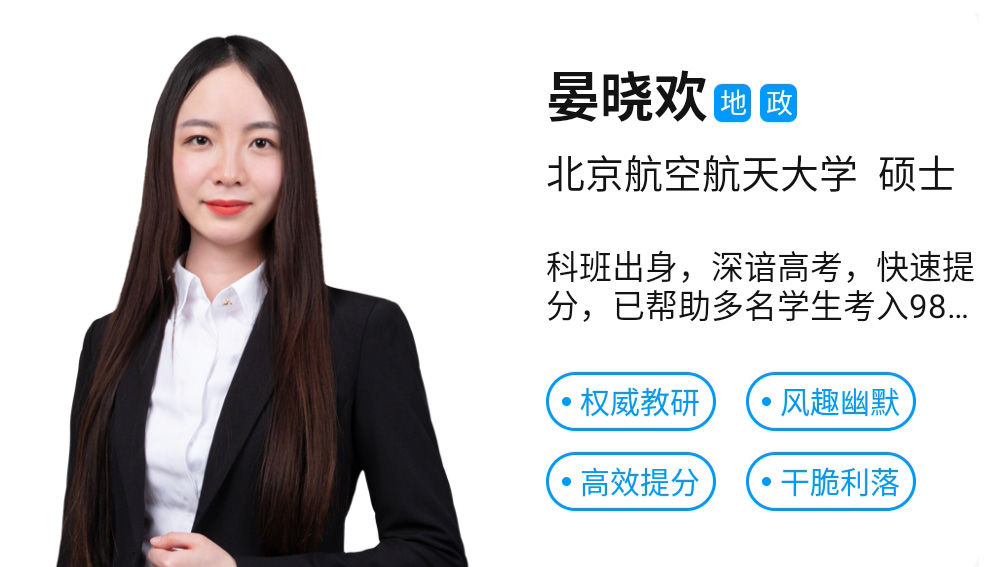 晏晓欢 地 政
北京航空航天大学 硕士
科班出身，深谙高考，快速提
分，已帮助多名学生考入98...
• 权威教研 • 风趣幽默
• 高效提分 • 干脆利落